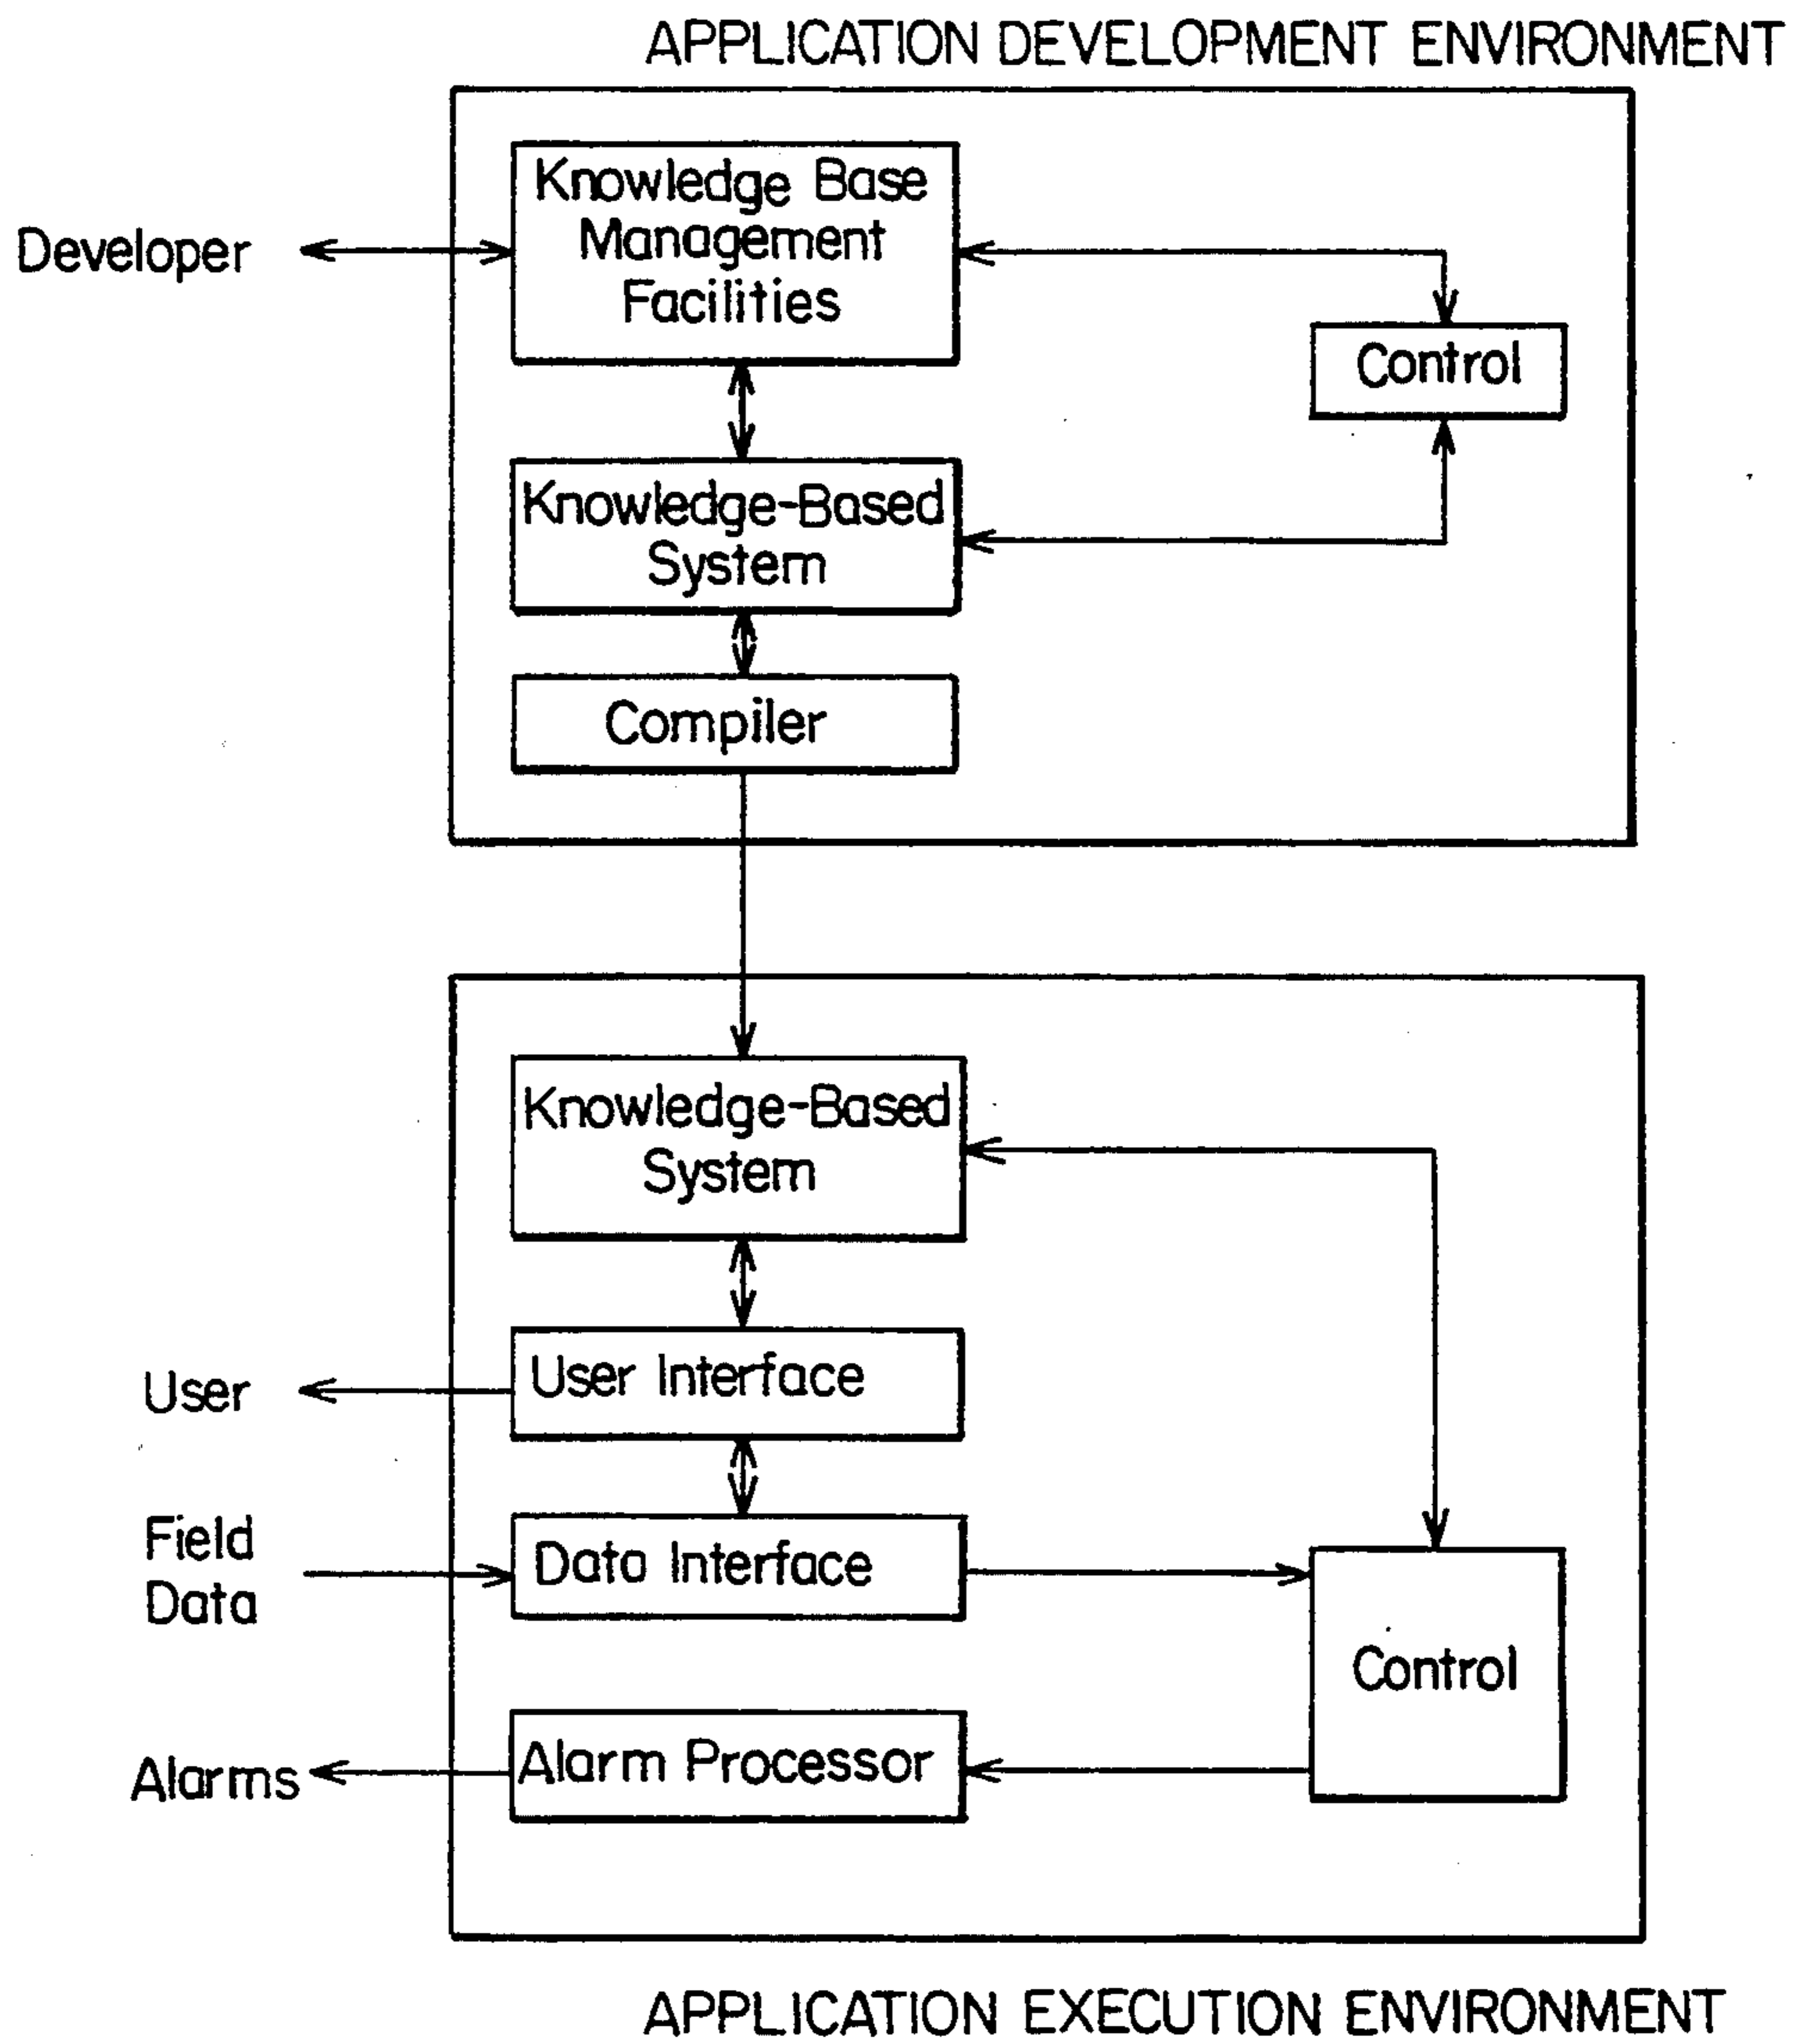 APPLICATION DEVELOPMENT ENVIRONMENT
Knowledge Base
Management
Facilities
Developer
Control
Knowledge-Based
System
Compiler
Knowledge-Based
System
User Interface
User
Field
Data
Data Interface
Control
Alarm Processor
Alarms
APPLICATION EXECUTION ENVIRONMENT